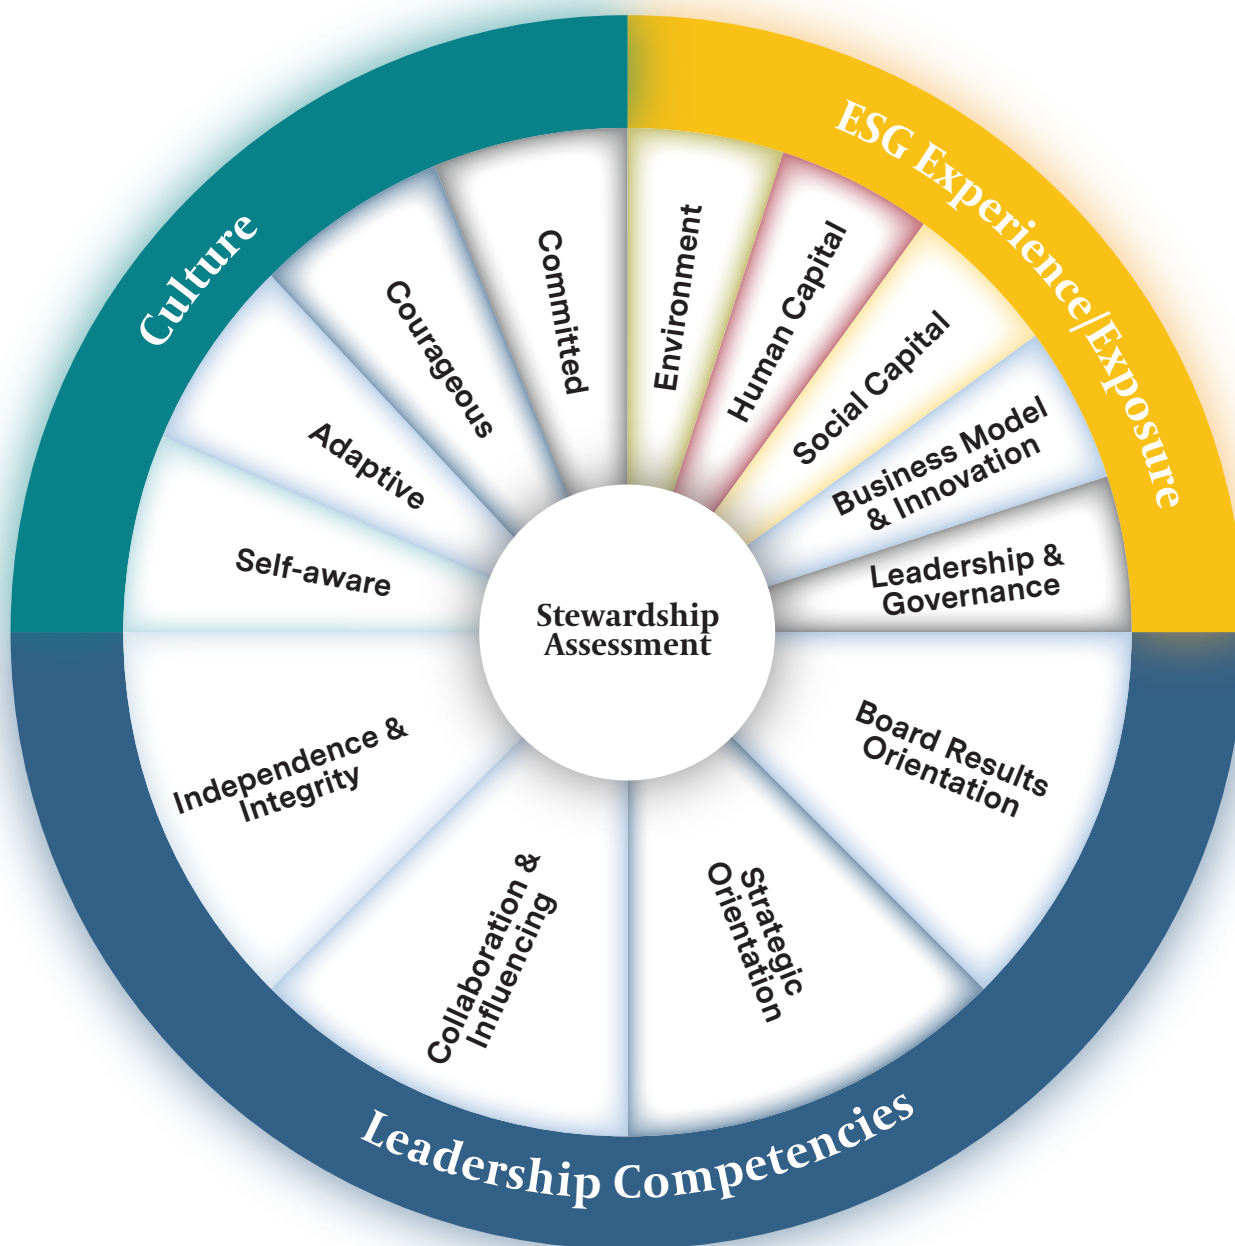 Culture
ESG Experience/Exposure
Committed
Courageous
Adaptive
Self-aware
Environment
Human Capital
Social Capital
Business Model
& Innovation
Leadership &
Governance
Stewardship
Assessment
Independence &
Integrity
Collaboration &
Influencing
Strategic
Orientation
Board Results
Orientation
Leadership Competencies